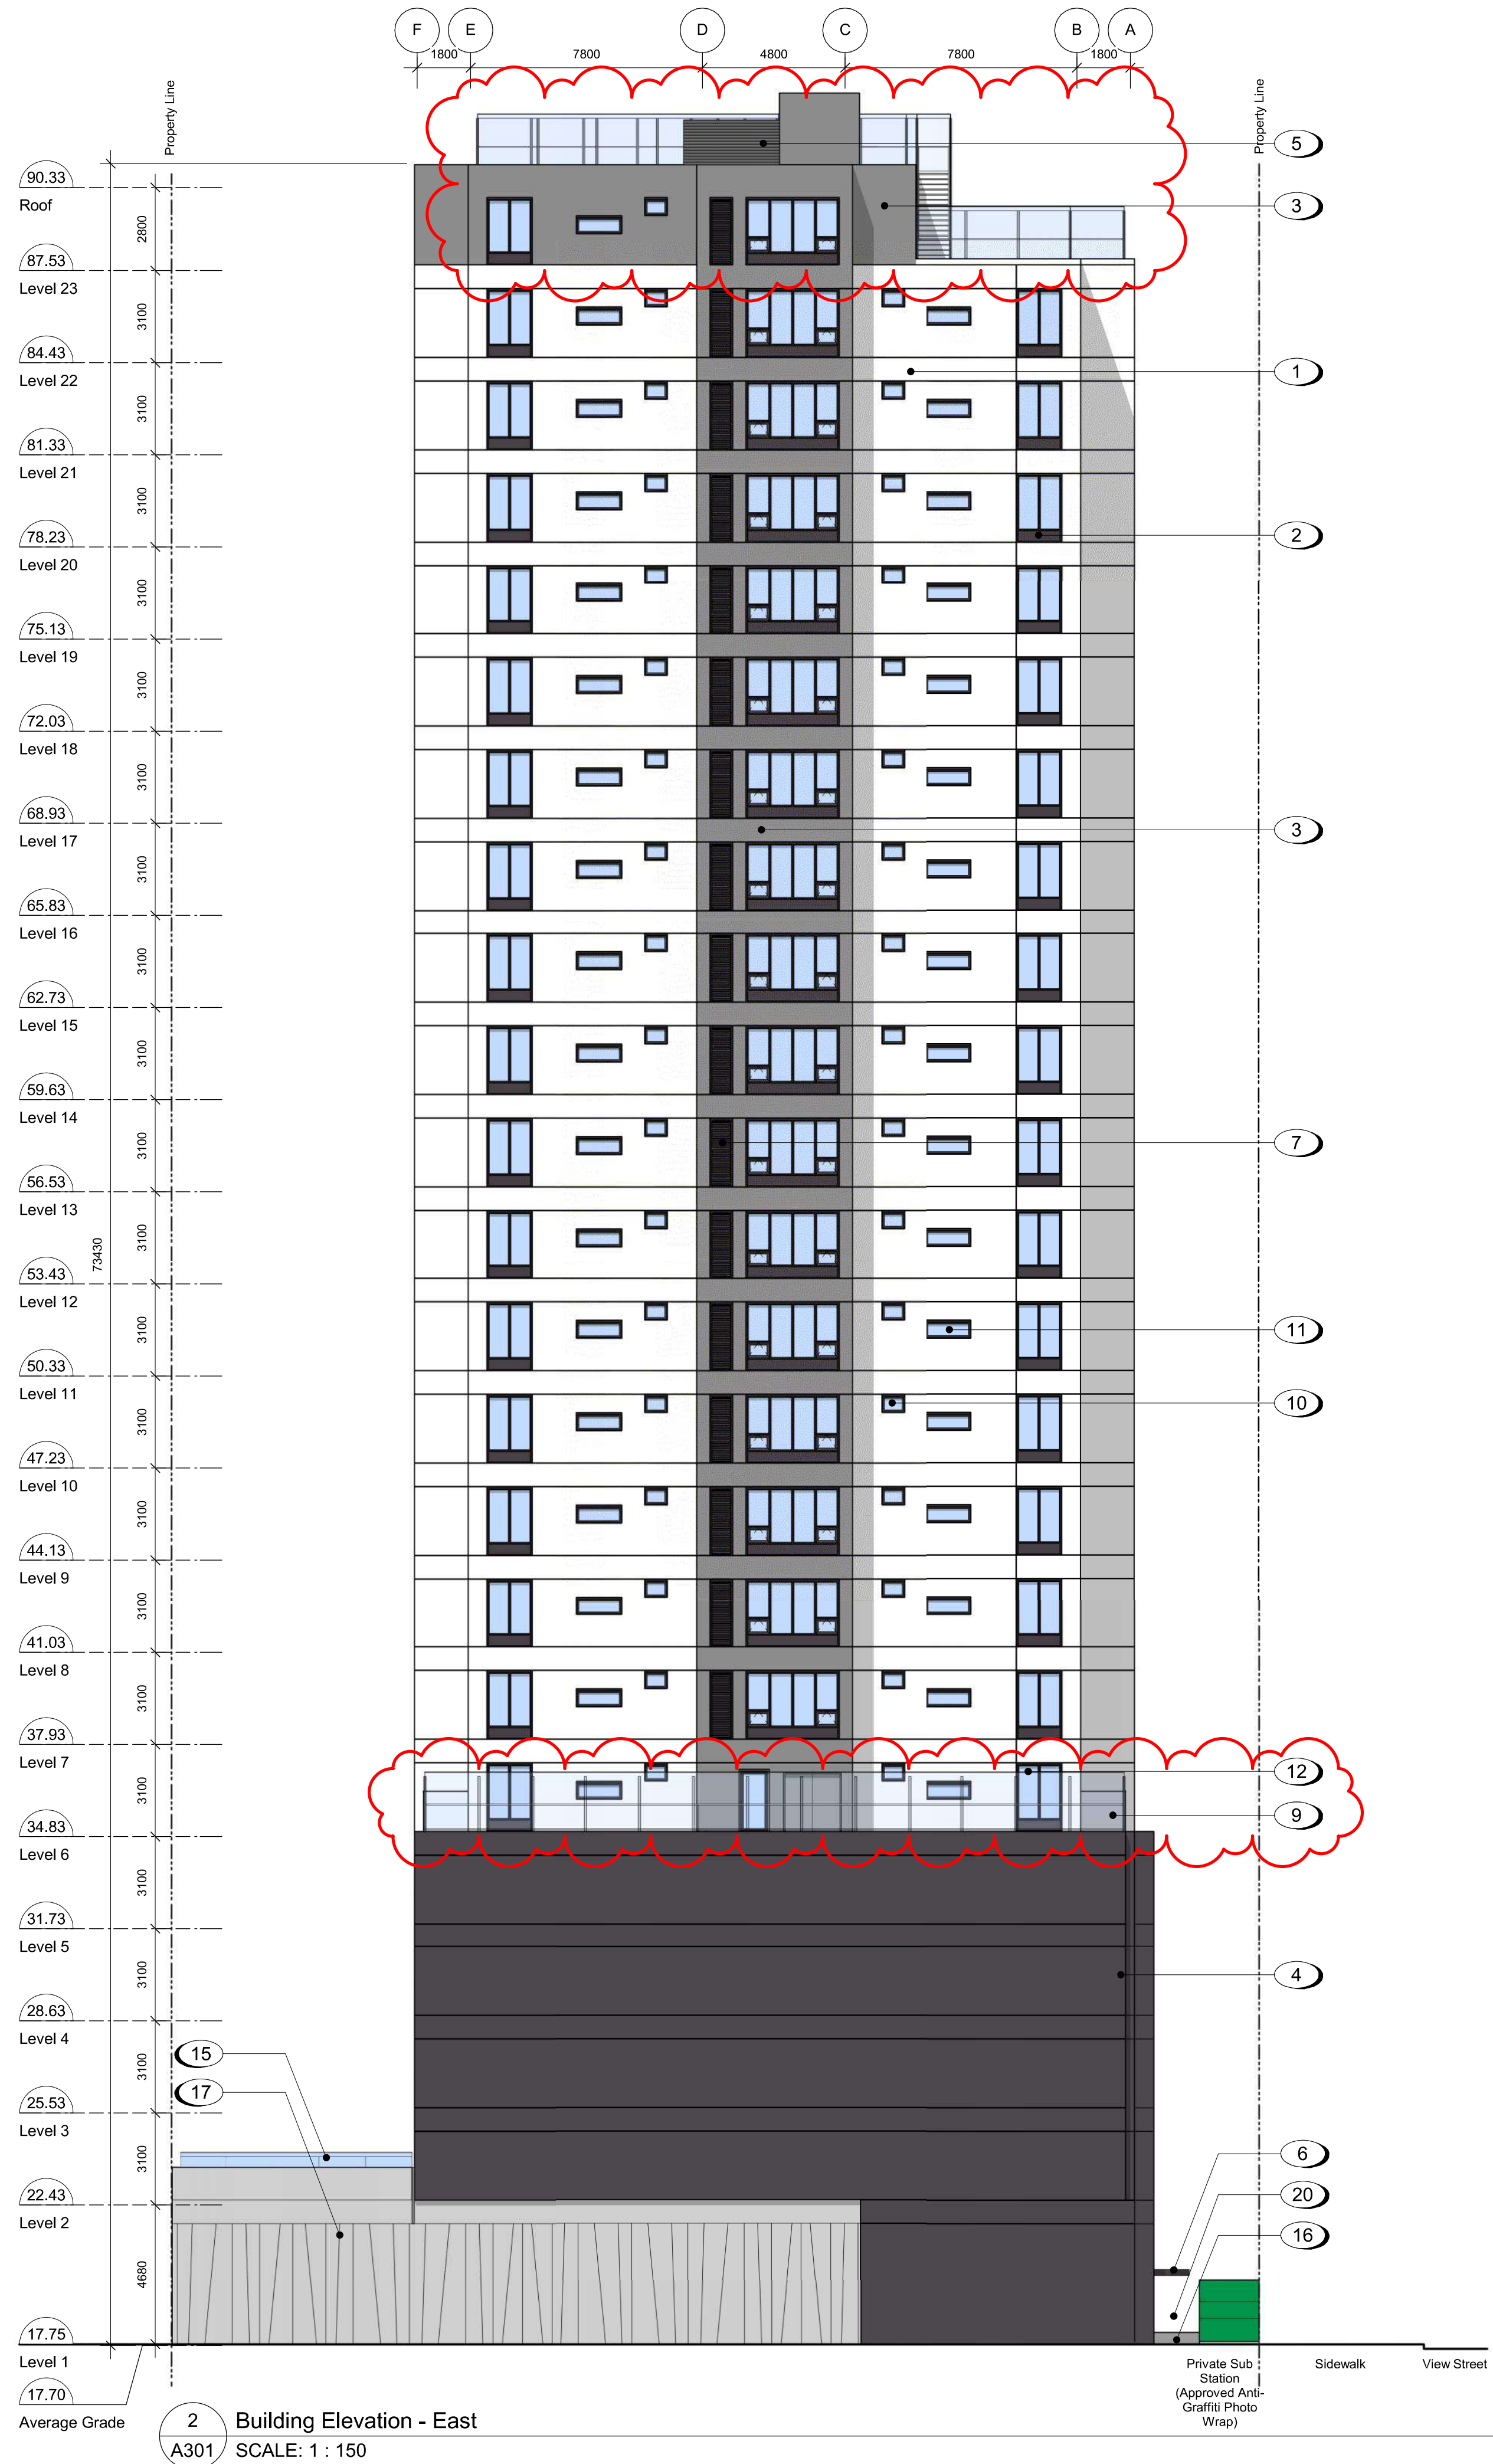 F E D C B A
1800 7800 4800 7800 1800
Property Line
Property Line
5
90.33
Roof
3
2800
87.53
Level 23
3100
84.43
Level 22
1
3100
81.33
Level 21
3100
2
78.23
Level 20
3100
75.13
Level 19
3100
72.03
Level 18
3100
68.93
Level 17
3
3100
65.83
Level 16
3100
62.73
Level 15
3100
59.63
Level 14
3100
7
56.53
Level 13
3100
73430
53.43
Level 12
3100
11
50.33
Level 11
3100
10
47.23
Level 10
3100
44.13
Level 9
3100
41.03
Level 8
3100
37.93
Level 7
12
3100
9
34.83
Level 6
3100
31.73
Level 5
3100
4
28.63
Level 4
15
3100
17
25.53
Level 3
3100
6
22.43
Level 2
20
16
4680
17.75
Level 1
17.70
Average Grade
Private Sub
Station
(Approved Anti-
Graffiti Photo
Wrap)
Sidewalk
View Street
2
A301
Building Elevation - East
SCALE: 1 : 150